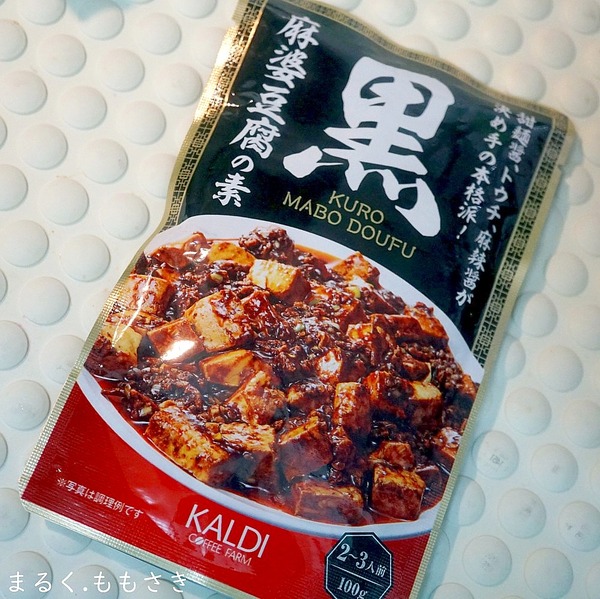 甜麺醤、トウチ、麻辣醤が
決め手の本格派！
黒
麻婆豆腐の素
KURO
MABO DOUFU
※写真は調理例です
KALDI
COFFEE FARM
2〜3人前
100g
まるく.ももさき